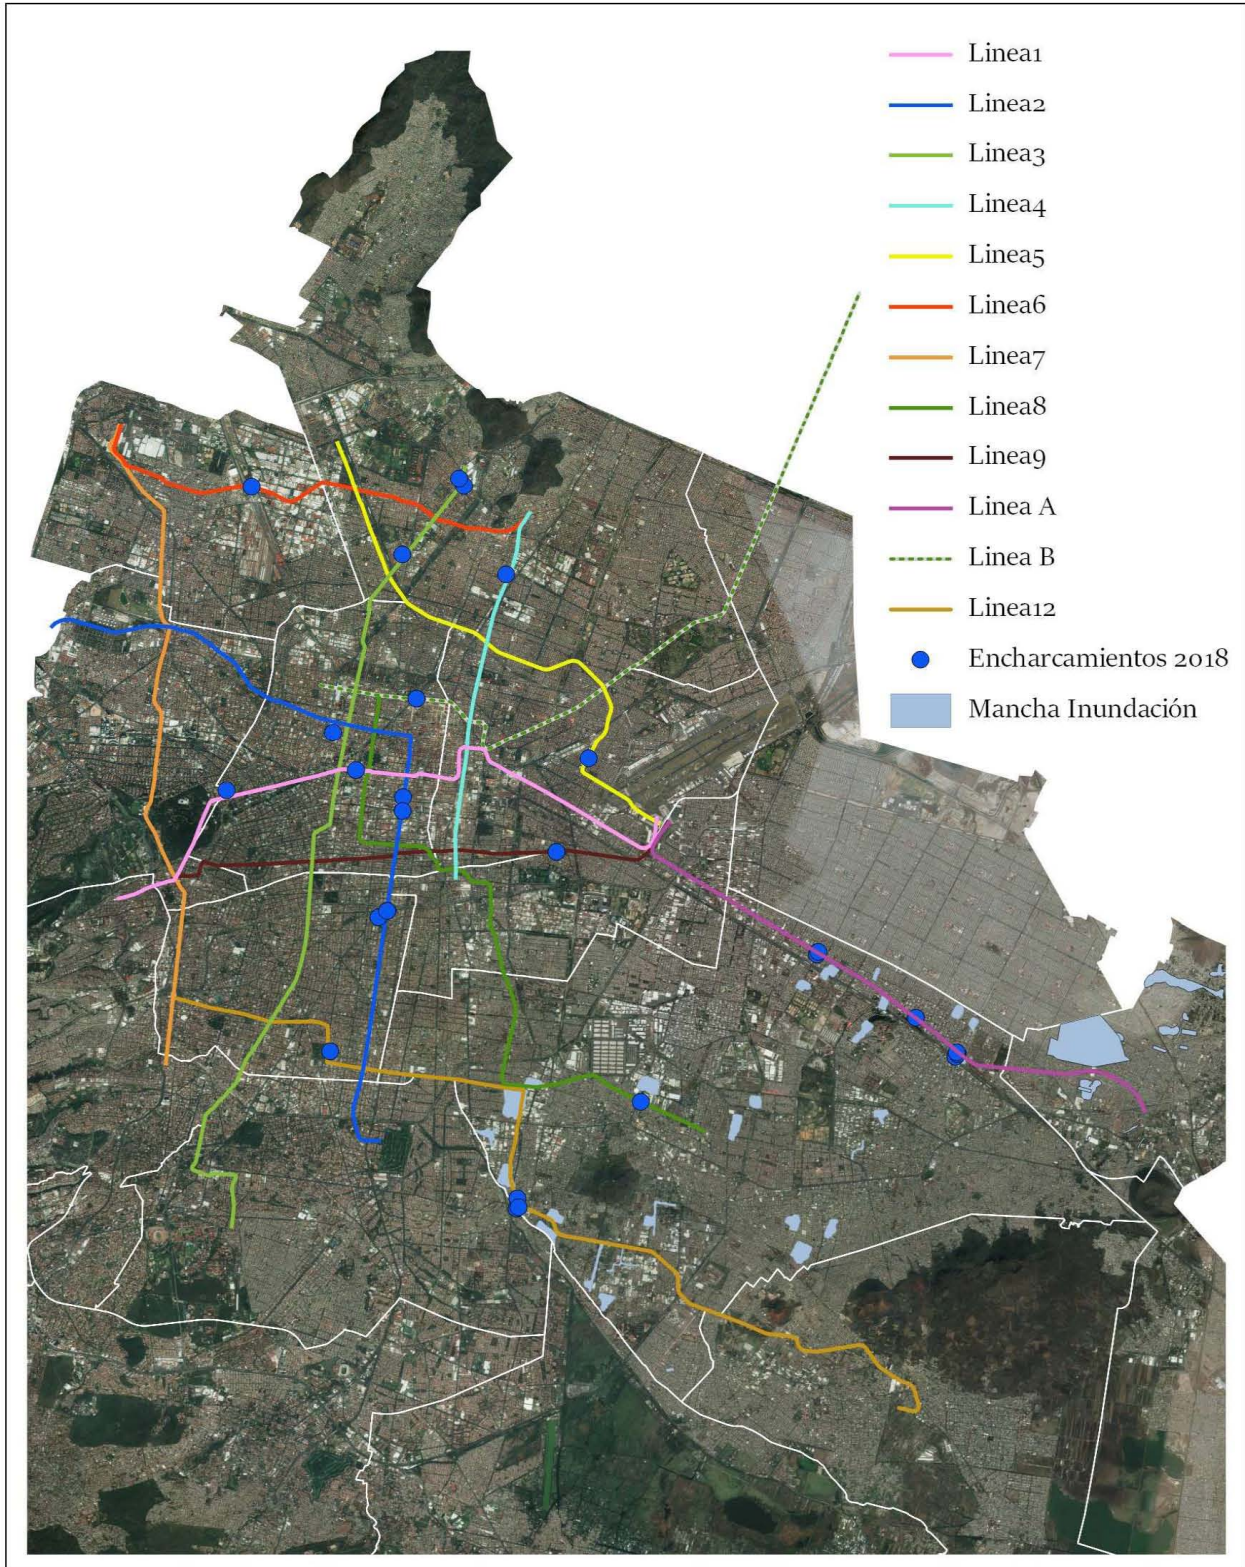 Linea1
Linea2
Linea3
Linea4
Linea5
Linea6
Linea7
Linea8
Linea9
Linea A
Linea B
Linea12
Encharcamientos 2018
Mancha Inundación